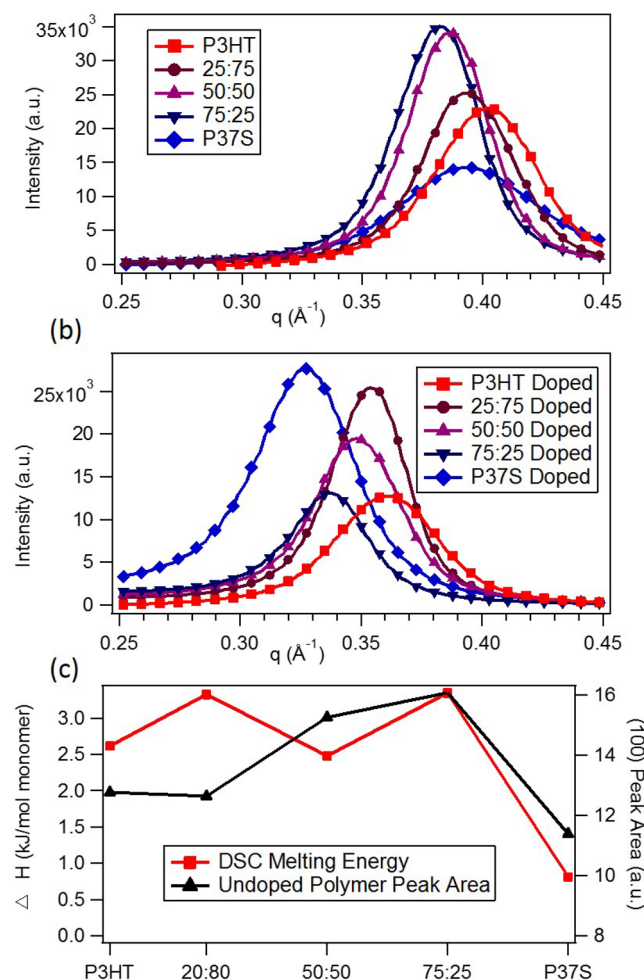 35x10³
30
25
20
15
10
5
0
Intensity (a.u.)
P3HT
25:75
50:50
75:25
P37S
0.25 0.30 0.35 0.40 0.45
q (Å⁻¹)
(b)
25x10³
20
15
10
5
0
Intensity (a.u.)
P3HT Doped
25:75 Doped
50:50 Doped
75:25 Doped
P37S Doped
0.25 0.30 0.35 0.40 0.45
q (Å⁻¹)
(c)
3.0
2.5
2.0
1.5
1.0
0.5
0.0
△ H (kJ/mol monomer)
DSC Melting Energy
Undoped Polymer Peak Area
16
14
12
10
8
(100) Peak Area (a.u.)
P3HT 20:80 50:50 75:25 P37S